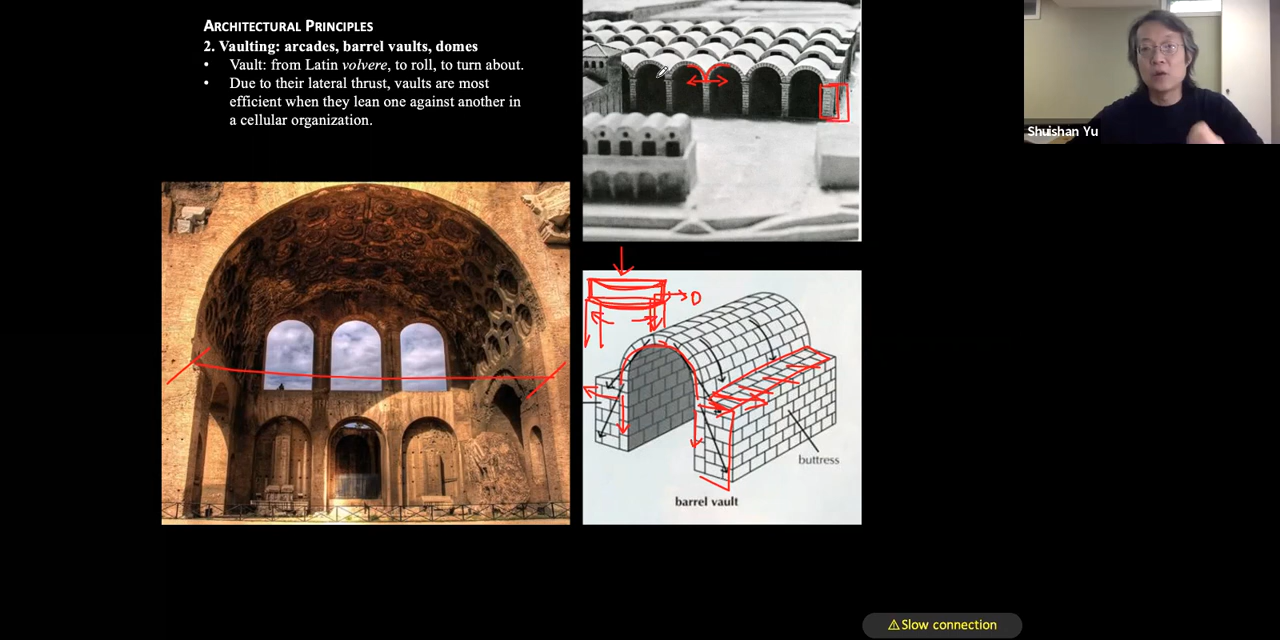 ARCHITECTURAL PRINCIPLES
2. Vaulting: arcades, barrel vaults, domes
• Vault: from Latin volvere, to roll, to turn about.
• Due to their lateral thrust, vaults are most
efficient when they lean one against another in
a cellular organization.
Shuishan Yu
0
buttress
barrel vault
⚠Slow connection